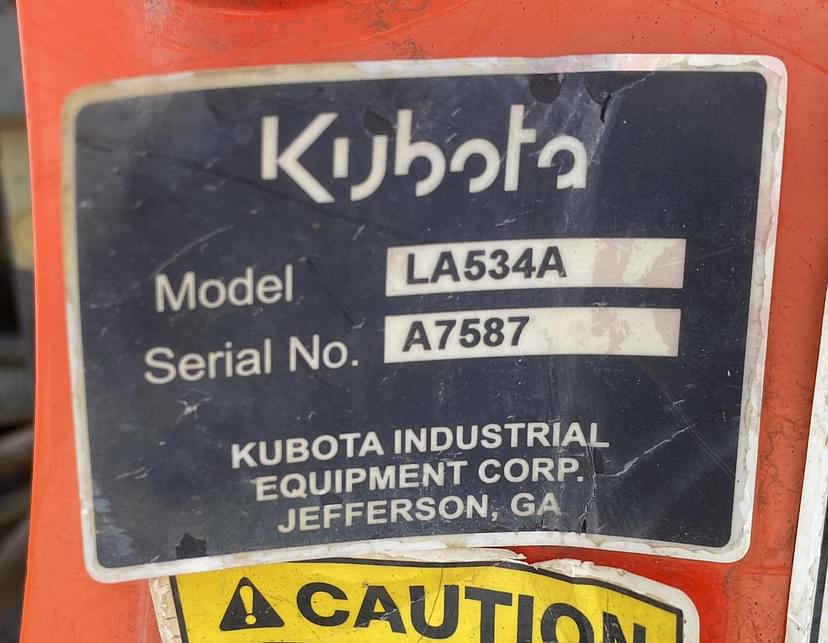 Kubota
Model LA534A
Serial No. A7587
KUBOTA INDUSTRIAL
EQUIPMENT CORP.
JEFFERSON, GA
CAUTION